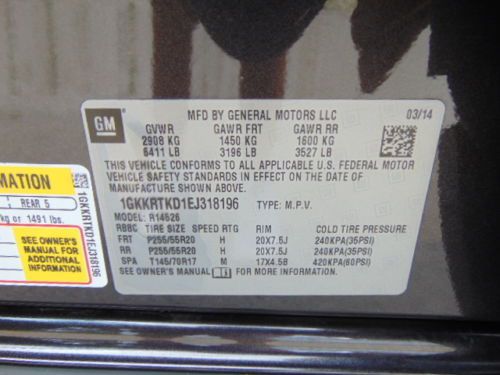 GM
MFD BY GENERAL MOTORS LLC 03/14
GVWR GAWR FRT GAWR RR
2908 KG 1450 KG 1600 KG
6411 LB 3196 LB 3527 LB
THIS VEHICLE CONFORMS TO ALL APPLICABLE U.S. FEDERAL MOTOR
VEHICLE SAFETY STANDARDS IN EFFECT ON THE DATE OF
MANUFACTURE SHOWN ABOVE.
1GKKRTKD1EJ318196 TYPE: M.P.V.
MODEL: R14526
RBBC TIRE SIZE SPEED RTG RIM COLD TIRE PRESSURE
FRT P255/55R20 H 20X7.5J 240KPA(35PSI)
RR P255/55R20 H 20X7.5J 240KPA(35PSI)
SPA T145/70R17 M 17X4.5B 420KPA(60PSI)
SEE OWNER'S MANUAL FOR MORE INFORMATION.
MATION
REAR 5
kg or 1491 lbs.
SEE OWNER'S
MANUAL FOR
ADDITIONAL
INFORMATION
1GKKRTKD1EJ318196